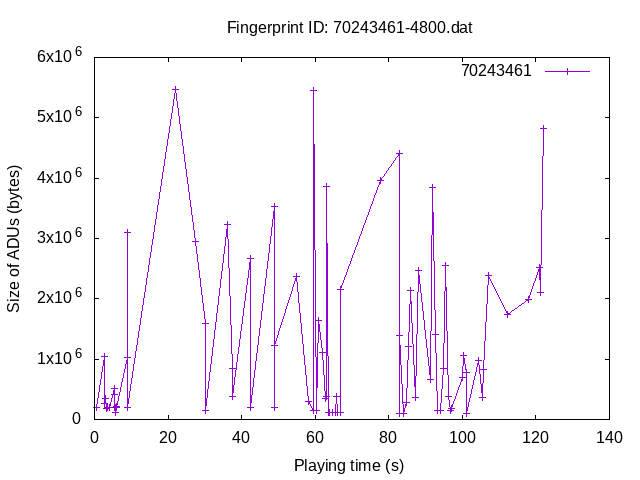 Fingerprint ID: 70243461-4800.dat
70243461
Size of ADUs (bytes)
6x10^6
5x10^6
4x10^6
3x10^6
2x10^6
1x10^6
0
0 20 40 60 80 100 120 140
Playing time (s)